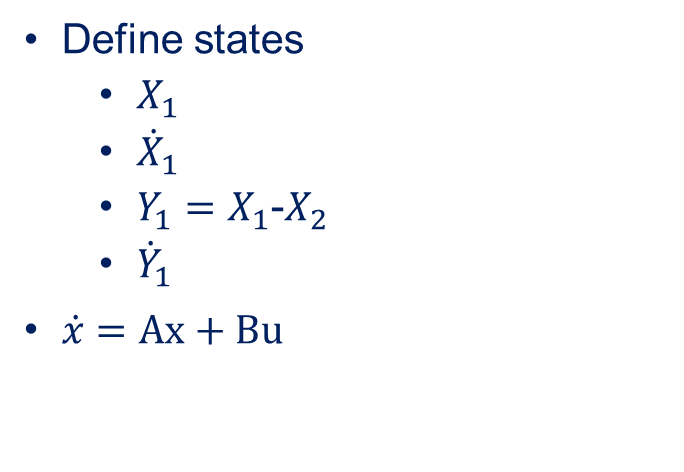 • Define states
• X₁
• Ẋ₁
• Y₁ = X₁-X₂
• Ẏ₁
• ẋ = Ax + Bu